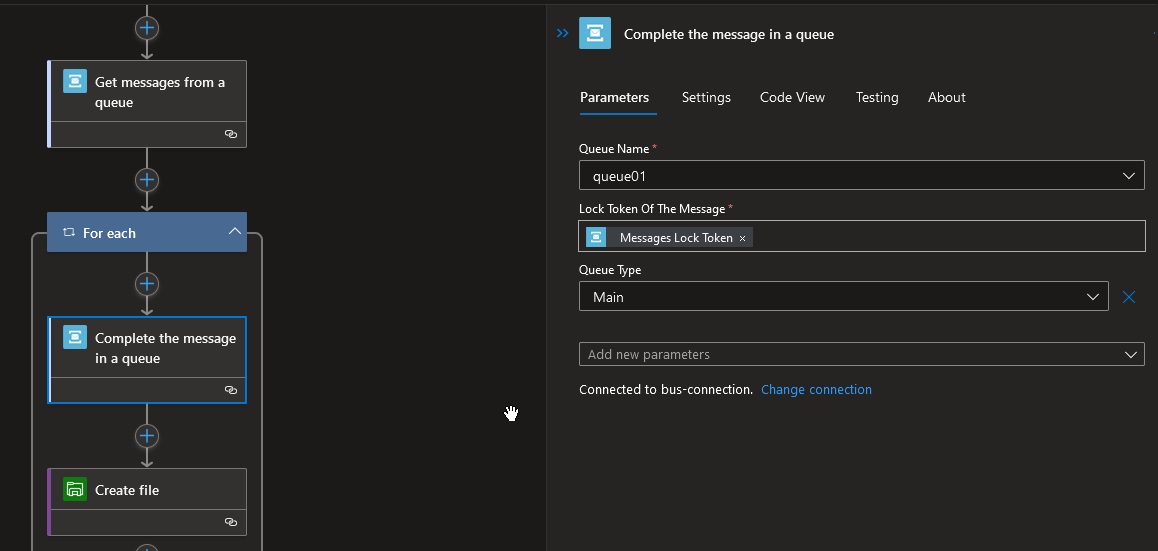 Get messages from a
queue
For each
Complete the message
in a queue
Create file
Complete the message in a queue
Parameters Settings Code View Testing About
Queue Name *
queue01
Lock Token Of The Message *
Messages Lock Token ×
Queue Type
Main
Add new parameters
Connected to bus-connection. Change connection